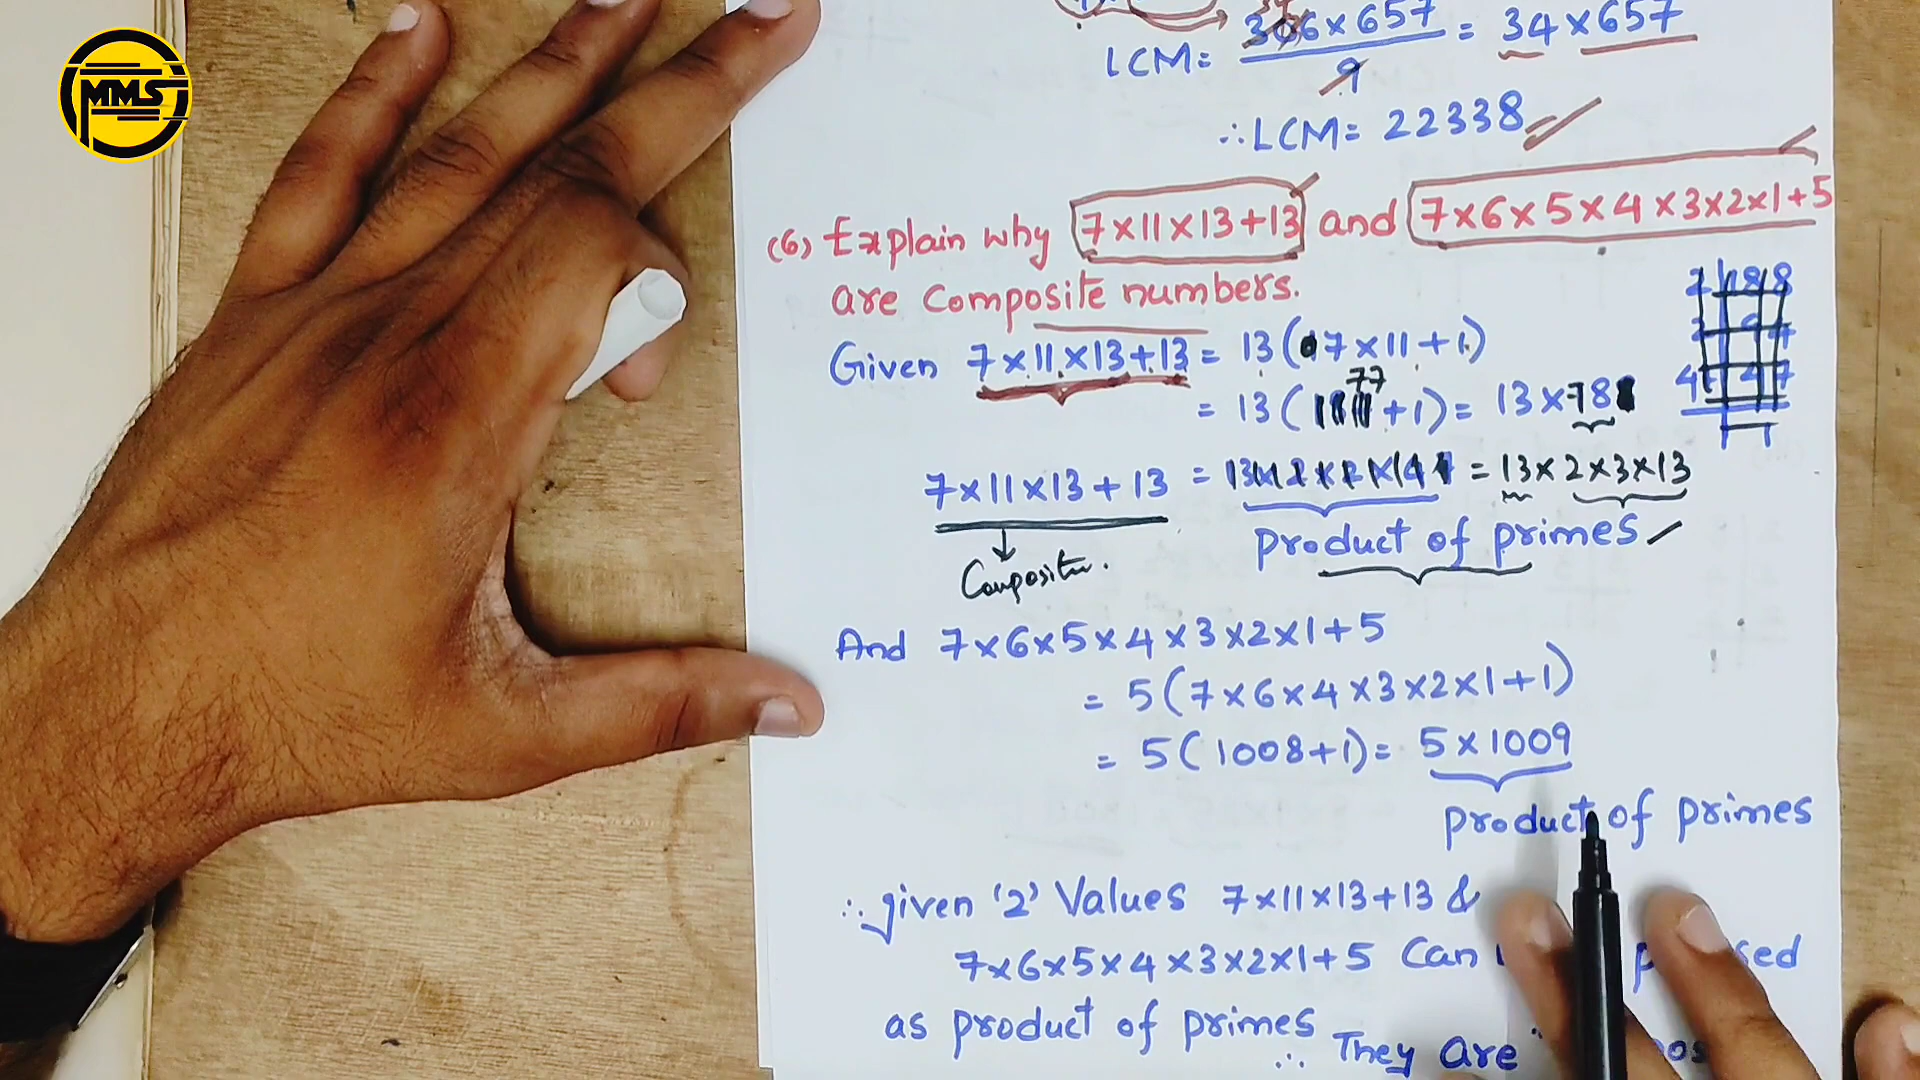 MMS
LCM = 306×657 / 9 = 34×657
∴ LCM = 22338
(6) Explain why 7×11×13+13 and 7×6×5×4×3×2×1+5
are composite numbers.
Given 7×11×13+13 = 13(7×11+1)
77
= 13( +1) = 13×78
7×11×13+13 = = 13×2×3×13
product of primes
Composite.
And 7×6×5×4×3×2×1+5
= 5(7×6×4×3×2×1+1)
= 5(1008+1) = 5×1009
product of primes
∴ given '2' Values 7×11×13+13 &
7×6×5×4×3×2×1+5 Can
as product of primes
∴ They are